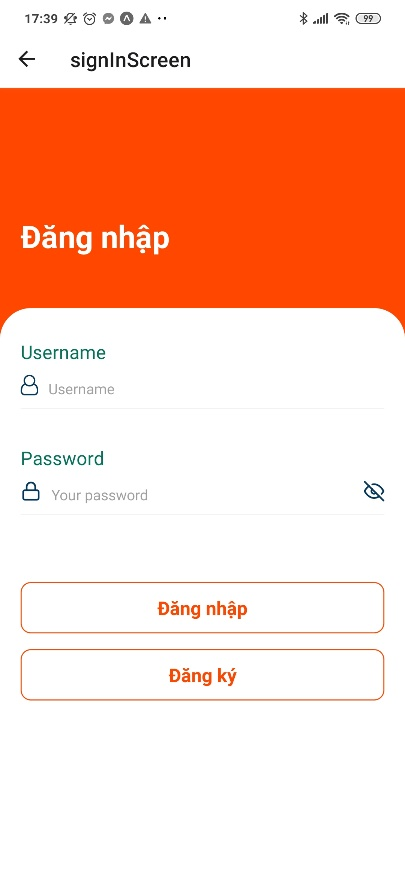 17:39
99
signInScreen
Đăng nhập
Username
Username
Password
Your password
Đăng nhập
Đăng ký